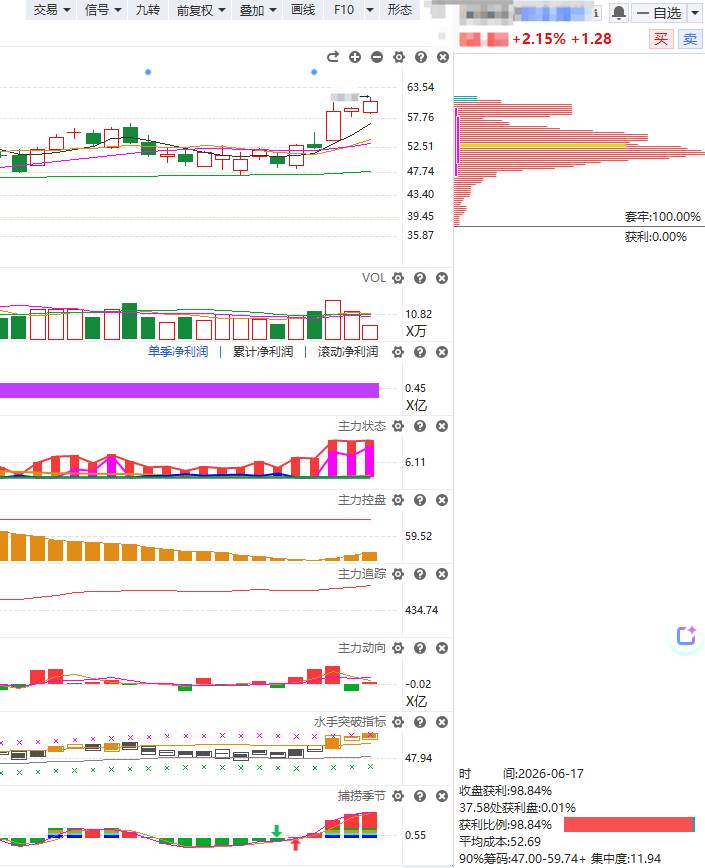 交易 信号 九转 前复权 叠加 画线 F10 形态
自选
+2.15% +1.28 买 卖
63.54
57.76
52.51
47.74
43.40
39.45
35.87
套牢:100.00%
获利:0.00%
VOL
10.82
X万
单季净利润 | 累计净利润 | 滚动净利润
0.45
X亿
主力状态
6.11
主力控盘
59.52
主力追踪
434.74
主力动向
-0.02
X亿
水手突破指标
47.94
捕捞季节
0.55
时 间:2026-06-17
收盘获利:98.84%
37.58处获利盘:0.01%
获利比例:98.84%
平均成本:52.69
90%筹码:47.00-59.74+ 集中度:11.94